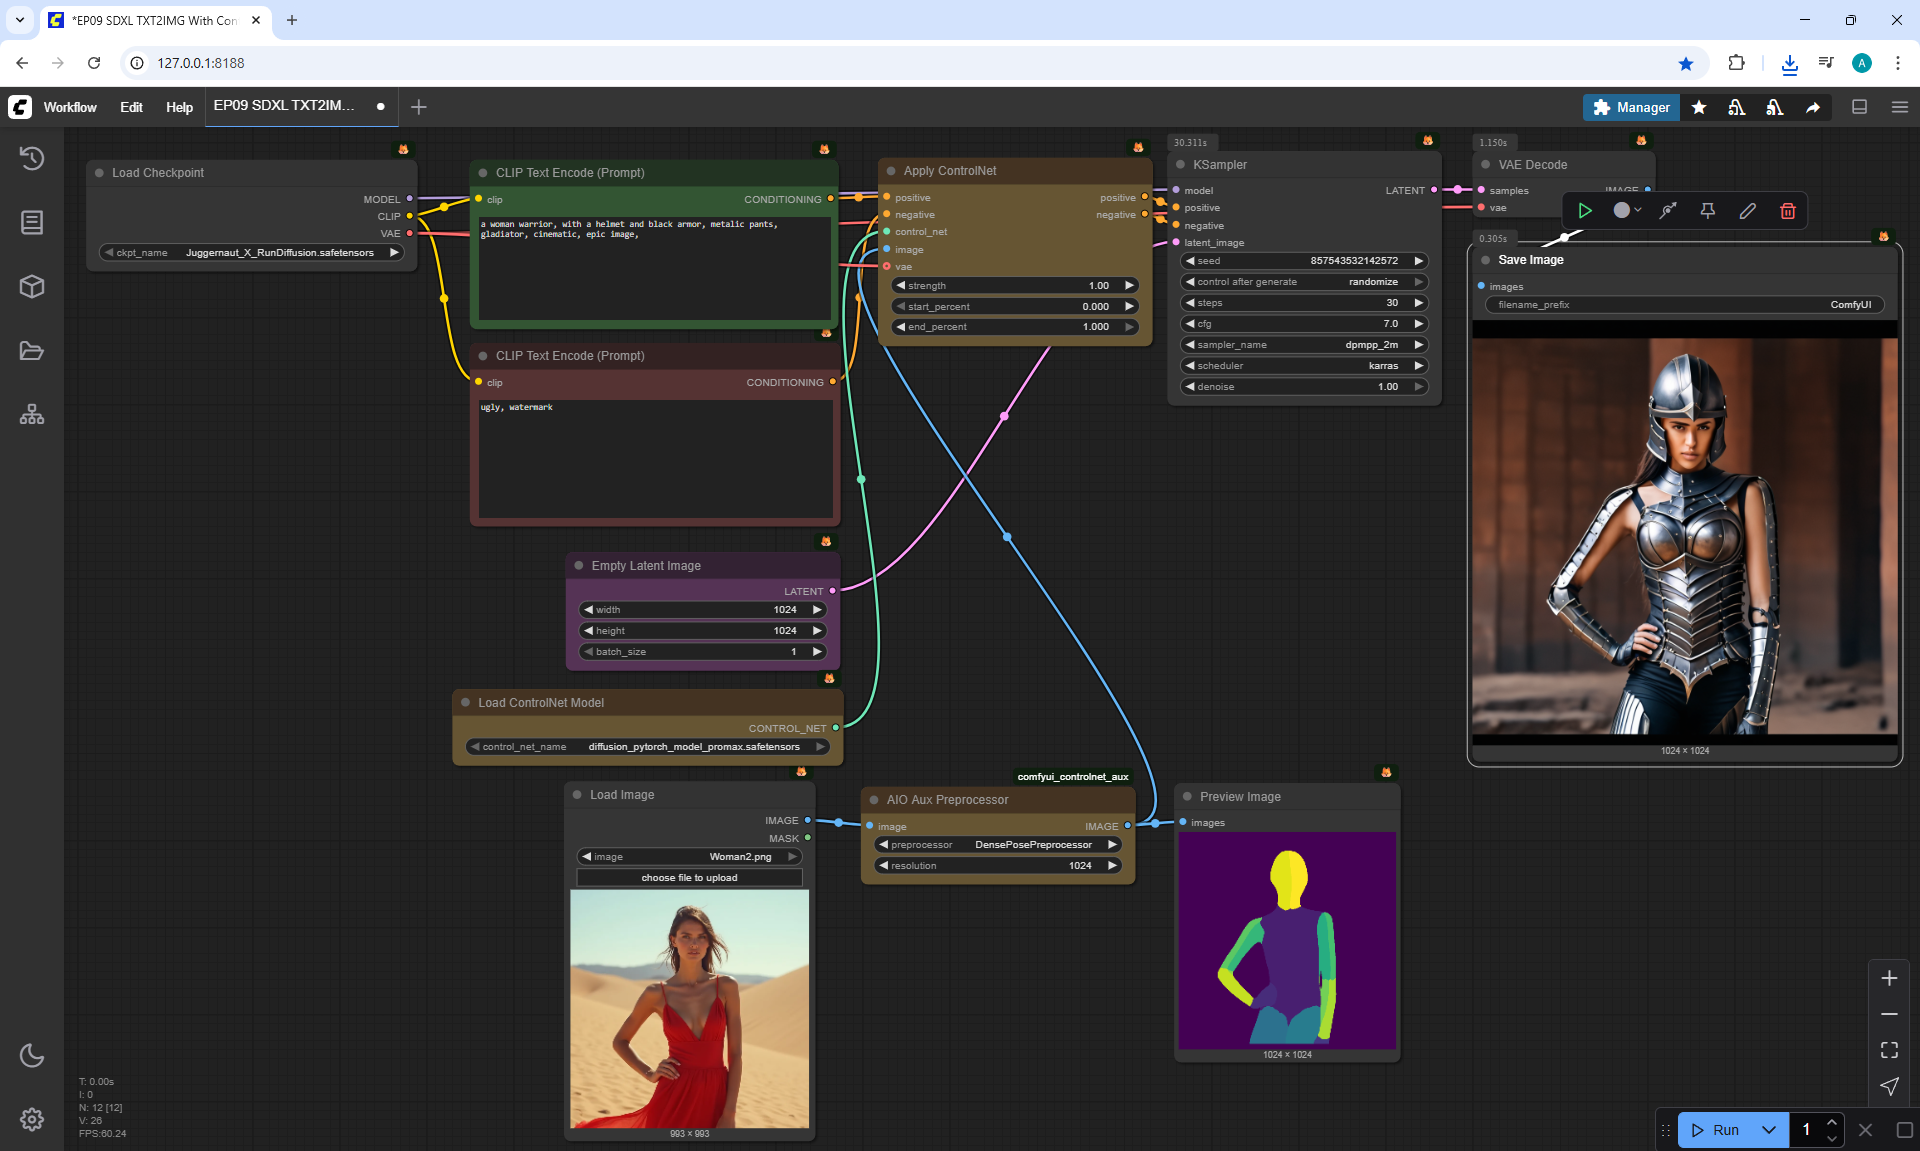 *EP09 SDXL TXT2IMG With Con
127.0.0.1:8188
A
Workflow
Edit
Help
EP09 SDXL TXT2IM...
Manager
Load Checkpoint
MODEL
CLIP
VAE
ckpt_name
Juggernaut_X_RunDiffusion.safetensors
CLIP Text Encode (Prompt)
clip
CONDITIONING
a woman warrior, with a helmet and black armor, metalic pants,
gladiator, cinematic, epic image,
CLIP Text Encode (Prompt)
clip
CONDITIONING
ugly, watermark
Empty Latent Image
LATENT
width 1024
height 1024
batch_size 1
Load ControlNet Model
CONTROL_NET
control_net_name diffusion_pytorch_model_promax.safetensors
Load Image
IMAGE
MASK
image Woman2.png
choose file to upload
993 × 993
Apply ControlNet
positive positive
negative negative
control_net
image
vae
strength 1.00
start_percent 0.000
end_percent 1.000
comfyui_controlnet_aux
AIO Aux Preprocessor
image IMAGE
preprocessor DensePosePreprocessor
resolution 1024
Preview Image
images
1024 × 1024
30.311s
KSampler
model LATENT
positive
negative
latent_image
seed 857543532142572
control after generate randomize
steps 30
cfg 7.0
sampler_name dpmpp_2m
scheduler karras
denoise 1.00
1.150s
VAE Decode
samples IMAGE
vae
0.305s
Save Image
images
filename_prefix ComfyUI
1024 × 1024
T: 0.00s
I: 0
N: 12 [12]
V: 26
FPS:60.24
Run
1